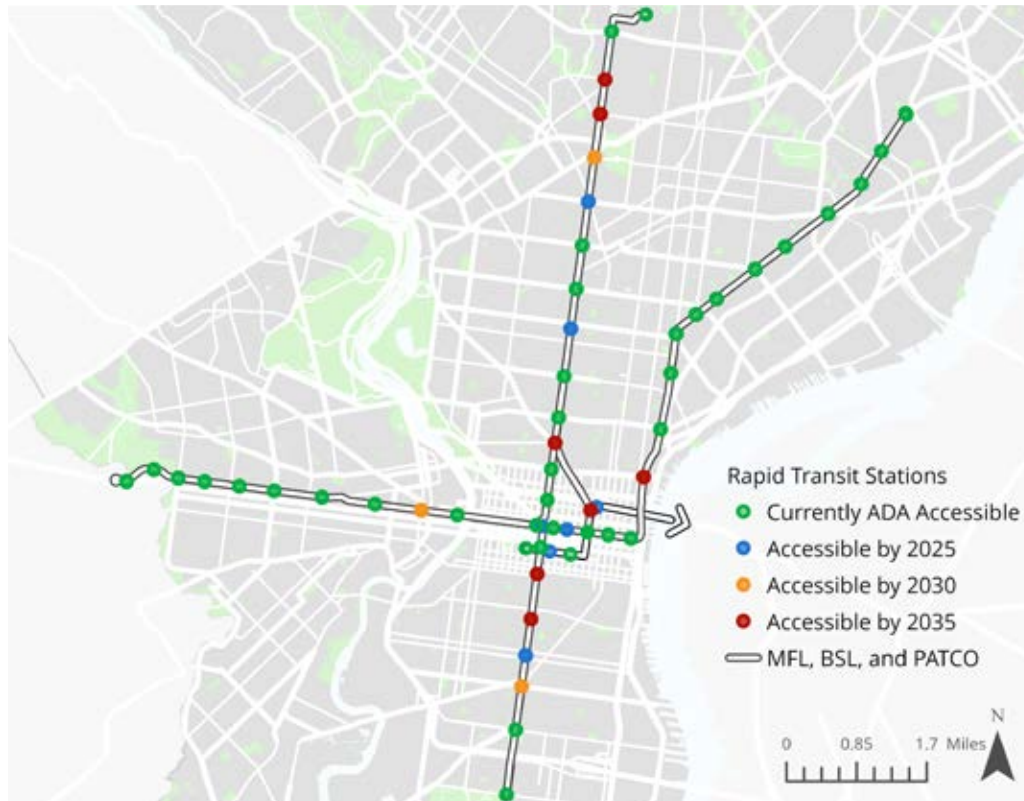 Rapid Transit Stations
Currently ADA Accessible
Accessible by 2025
Accessible by 2030
Accessible by 2035
MFL, BSL, and PATCO
N
0 0.85 1.7 Miles